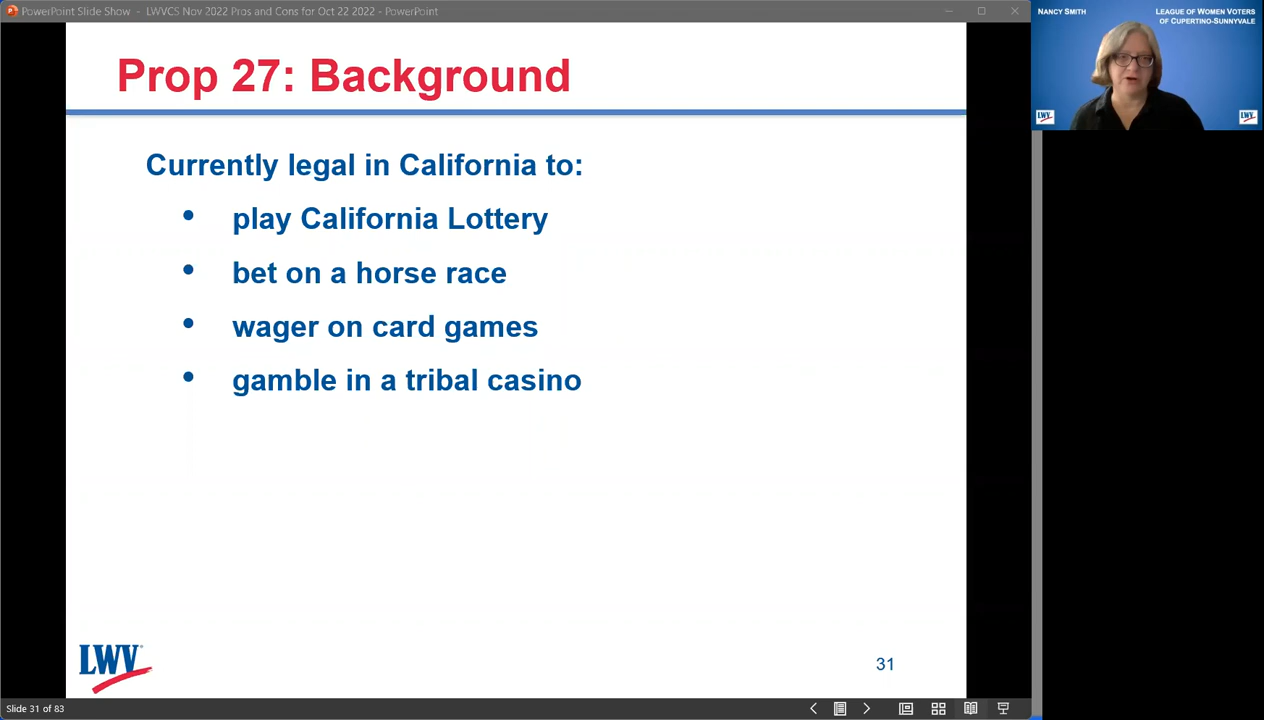 PowerPoint Slide Show - LWVCS Nov 2022 Pros and Cons for Oct 22 2022 - PowerPoint
NANCY SMITH
LEAGUE OF WOMEN VOTERS
OF CUPERTINO-SUNNYVALE
LWV
LWV
Prop 27: Background
Currently legal in California to:
• play California Lottery
• bet on a horse race
• wager on card games
• gamble in a tribal casino
LWV
31
Slide 31 of 83